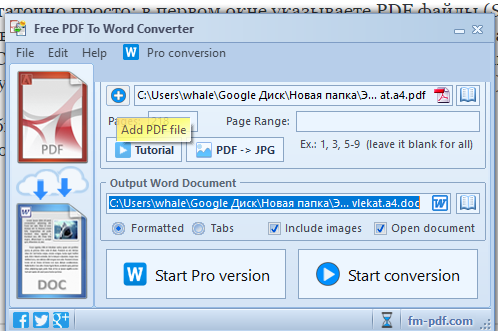 таточно просто: в первом окне указываете PDF файлы (S
Free PDF To Word Converter
File Edit Help W Pro conversion
C:\Users\whale\Google Диск\Новая папка\Э... at.a4.pdf
Page Range:
Add PDF file
Tutorial PDF -> JPG Ex.: 1, 3, 5-9 (leave it blank for all)
PDF
Output Word Document
C:\Users\whale\Google Диск\Новая папка\Э... vlekat.a4.doc
Formatted Tabs Include images Open document
DOC
W Start Pro version Start conversion
fm-pdf.com